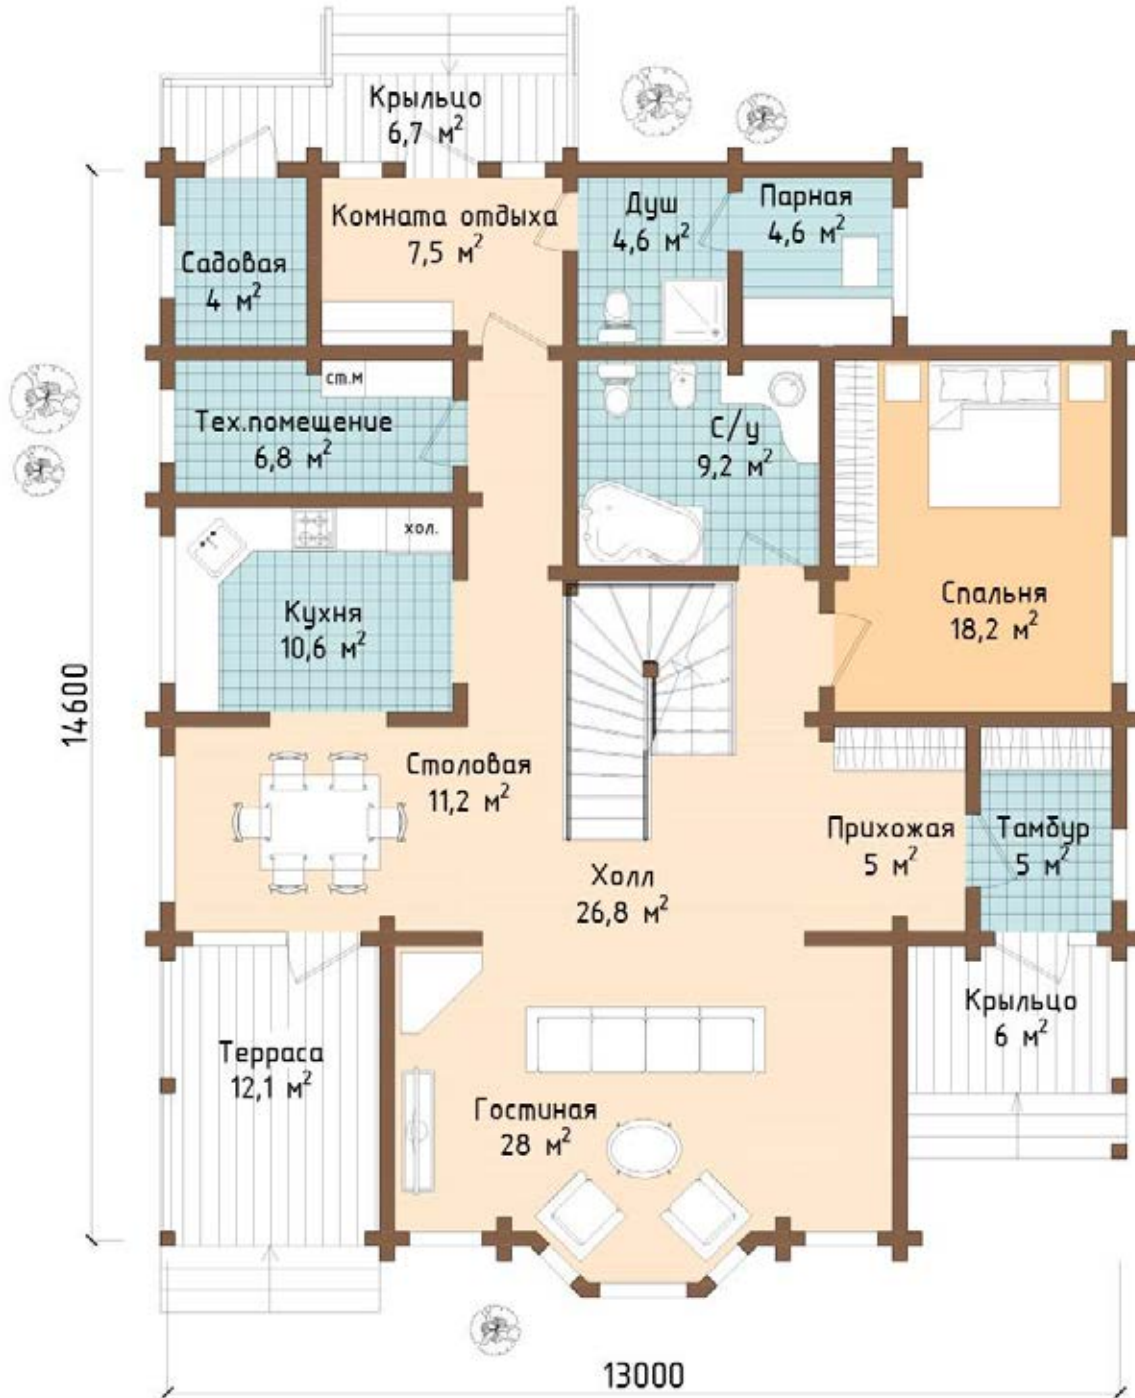 Крыльцо
6,7 м²
Комната отдыха
7,5 м²
Душ
4,6 м²
Парная
4,6 м²
Садовая
4 м²
ст.м
Тех.помещение
6,8 м²
С/у
9,2 м²
хол.
Кухня
10,6 м²
Спальня
18,2 м²
14600
Столовая
11,2 м²
Прихожая
5 м²
Тамбур
5 м²
Холл
26,8 м²
Крыльцо
6 м²
Терраса
12,1 м²
Гостиная
28 м²
13000